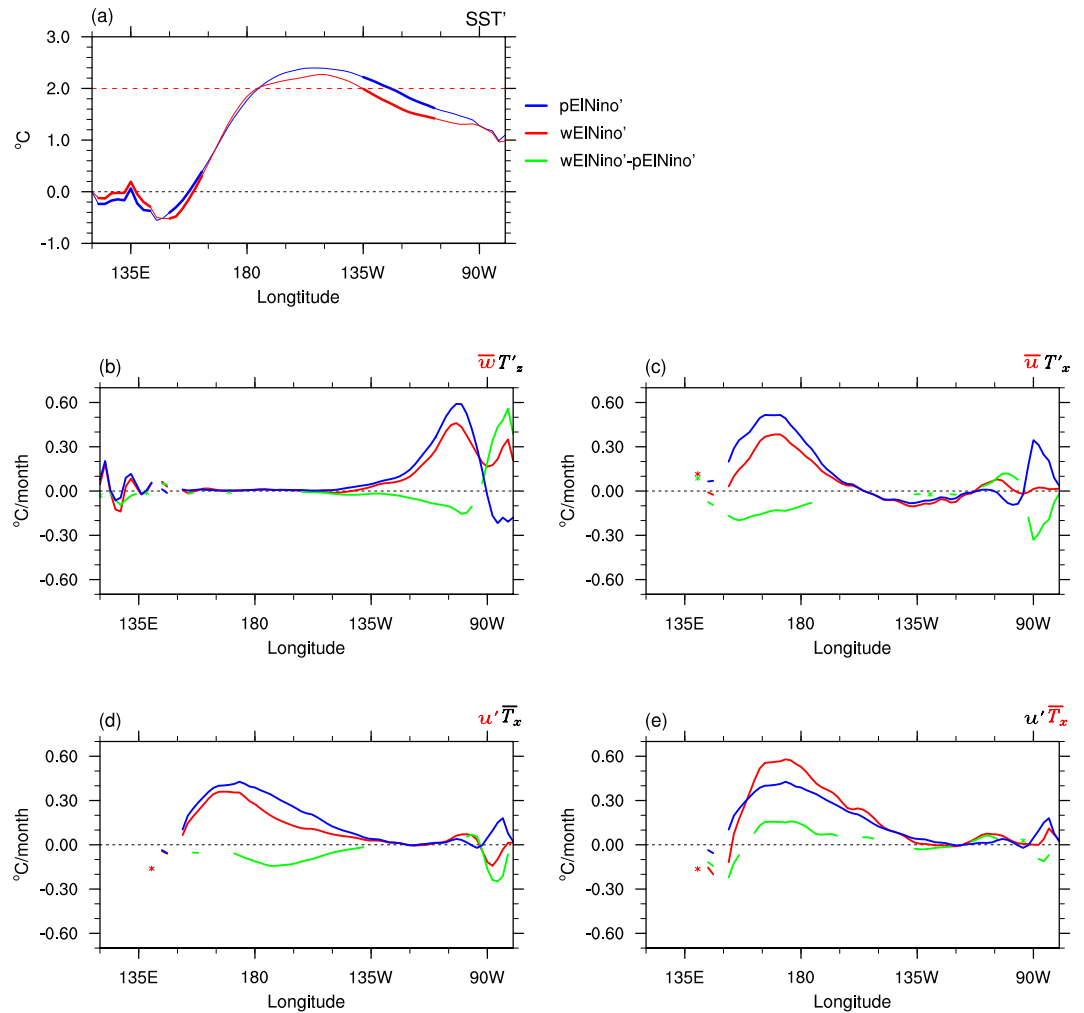 (a) SST'
3.0
2.0
1.0
0.0
-1.0
°C
135E 180 135W 90W
Longtitude
pElNino'
wElNino'
wElNino'-pElNino'
(b) w̅ T'z
0.60
0.30
0.00
-0.30
-0.60
°C/month
135E 180 135W 90W
Longitude
(c) u̅ T'x
0.60
0.30
0.00
-0.30
-0.60
°C/month
135E 180 135W 90W
Longitude
(d) u' T̅x
0.60
0.30
0.00
-0.30
-0.60
°C/month
135E 180 135W 90W
Longitude
(e) u' T̅x
0.60
0.30
0.00
-0.30
-0.60
°C/month
135E 180 135W 90W
Longitude